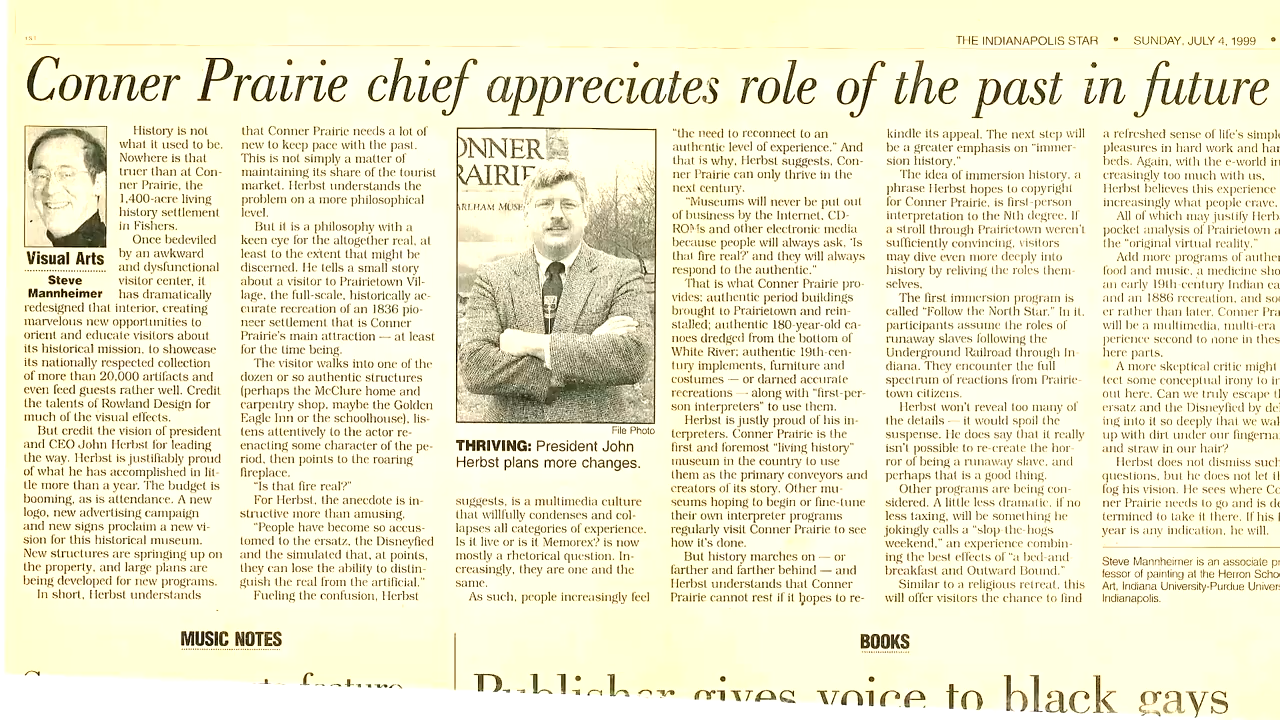 THE INDIANAPOLIS STAR • SUNDAY, JULY 4, 1999 •
Conner Prairie chief appreciates role of the past in future
Visual Arts
Steve
Mannheimer
History is not
what it used to be.
Nowhere is that
truer than at Con-
ner Prairie, the
1,400-acre living
history settlement
in Fishers.
Once bedeviled
by an awkward
and dysfunctional
visitor center, it
has dramatically
redesigned that interior, creating
marvelous new opportunities to
orient and educate visitors about
its historical mission, to showcase
its nationally respected collection
of more than 20,000 artifacts and
even feed guests rather well. Credit
the talents of Rowland Design for
much of the visual effects.
But credit the vision of president
and CEO John Herbst for leading
the way. Herbst is justifiably proud
of what he has accomplished in lit-
tle more than a year. The budget is
booming, as is attendance. A new
logo, new advertising campaign
and new signs proclaim a new vi-
sion for this historical museum.
New structures are springing up on
the property, and large plans are
being developed for new programs.
In short, Herbst understands
that Conner Prairie needs a lot of
new to keep pace with the past.
This is not simply a matter of
maintaining its share of the tourist
market. Herbst understands the
problem on a more philosophical
level.
But it is a philosophy with a
keen eye for the altogether real, at
least to the extent that might be
discerned. He tells a small story
about a visitor to Prairietown Vil-
lage, the full-scale, historically ac-
curate recreation of an 1836 pio-
neer settlement that is Conner
Prairie's main attraction — at least
for the time being.
The visitor walks into one of the
dozen or so authentic structures
(perhaps the McClure home and
carpentry shop, maybe the Golden
Eagle Inn or the schoolhouse), lis-
tens attentively to the actor re-
enacting some character of the pe-
riod, then points to the roaring
fireplace.
"Is that fire real?"
For Herbst, the anecdote is in-
structive more than amusing.
"People have become so accus-
tomed to the ersatz, the Disneyfied
and the simulated that, at points,
they can lose the ability to distin-
guish the real from the artificial."
Fueling the confusion, Herbst
ONNER
RAIRIE
ARLHAM MUSE
File Photo
THRIVING: President John
Herbst plans more changes.
suggests, is a multimedia culture
that willfully condenses and col-
lapses all categories of experience.
Is it live or is it Memorex? is now
mostly a rhetorical question. In-
creasingly, they are one and the
same.
As such, people increasingly feel
"the need to reconnect to an
authentic level of experience." And
that is why, Herbst suggests, Con-
ner Prairie can only thrive in the
next century.
"Museums will never be put out
of business by the Internet, CD-
ROMs and other electronic media
because people will always ask, 'Is
that fire real?' and they will always
respond to the authentic."
That is what Conner Prairie pro-
vides: authentic period buildings
brought to Prairietown and rein-
stalled; authentic 180-year-old ca-
noes dredged from the bottom of
White River; authentic 19th-cen-
tury implements, furniture and
costumes — or darned accurate
recreations — along with "first-per-
son interpreters" to use them.
Herbst is justly proud of his in-
terpreters. Conner Prairie is the
first and foremost "living history"
museum in the country to use
them as the primary conveyors and
creators of its story. Other mu-
seums hoping to begin or fine-tune
their own interpreter programs
regularly visit Conner Prairie to see
how it's done.
But history marches on — or
farther and farther behind — and
Herbst understands that Conner
Prairie cannot rest if it hopes to re-
kindle its appeal. The next step will
be a greater emphasis on "immer-
sion history."
The idea of immersion history, a
phrase Herbst hopes to copyright
for Conner Prairie, is first-person
interpretation to the Nth degree. If
a stroll through Prairietown weren't
sufficiently convincing, visitors
may dive even more deeply into
history by reliving the roles them-
selves.
The first immersion program is
called "Follow the North Star." In it,
participants assume the roles of
runaway slaves following the
Underground Railroad through In-
diana. They encounter the full
spectrum of reactions from Prairie-
town citizens.
Herbst won't reveal too many of
the details — it would spoil the
suspense. He does say that it really
isn't possible to re-create the hor-
ror of being a runaway slave, and
perhaps that is a good thing.
Other programs are being con-
sidered. A little less dramatic, if no
less taxing, will be something he
jokingly calls a "slop-the-hogs
weekend," an experience combin-
ing the best effects of "a bed-and-
breakfast and Outward Bound."
Similar to a religious retreat, this
will offer visitors the chance to find
a refreshed sense of life's simple
pleasures in hard work and har
beds. Again, with the e-world in
creasingly too much with us,
Herbst believes this experience
increasingly what people crave.
All of which may justify Herb
pocket analysis of Prairietown a
the "original virtual reality."
Add more programs of authen
food and music, a medicine sho
an early 19th-century Indian ca
and an 1886 recreation, and soo
er rather than later, Conner Pra
will be a multimedia, multi-era
perience second to none in thes
here parts.
A more skeptical critic might
tect some conceptual irony to i
out here. Can we truly escape t
ersatz and the Disneyfied by de
ing into it so deeply that we wal
up with dirt under our fingerna
and straw in our hair?
Herbst does not dismiss such
questions, but he does not let t
fog his vision. He sees where Co
ner Prairie needs to go and is de
termined to take it there. If his l
year is any indication, he will.
Steve Mannheimer is an associate pr
fessor of painting at the Herron Scho
Art, Indiana University-Purdue Univer
Indianapolis.
MUSIC NOTES
BOOKS
Publisher gives voice to black gays